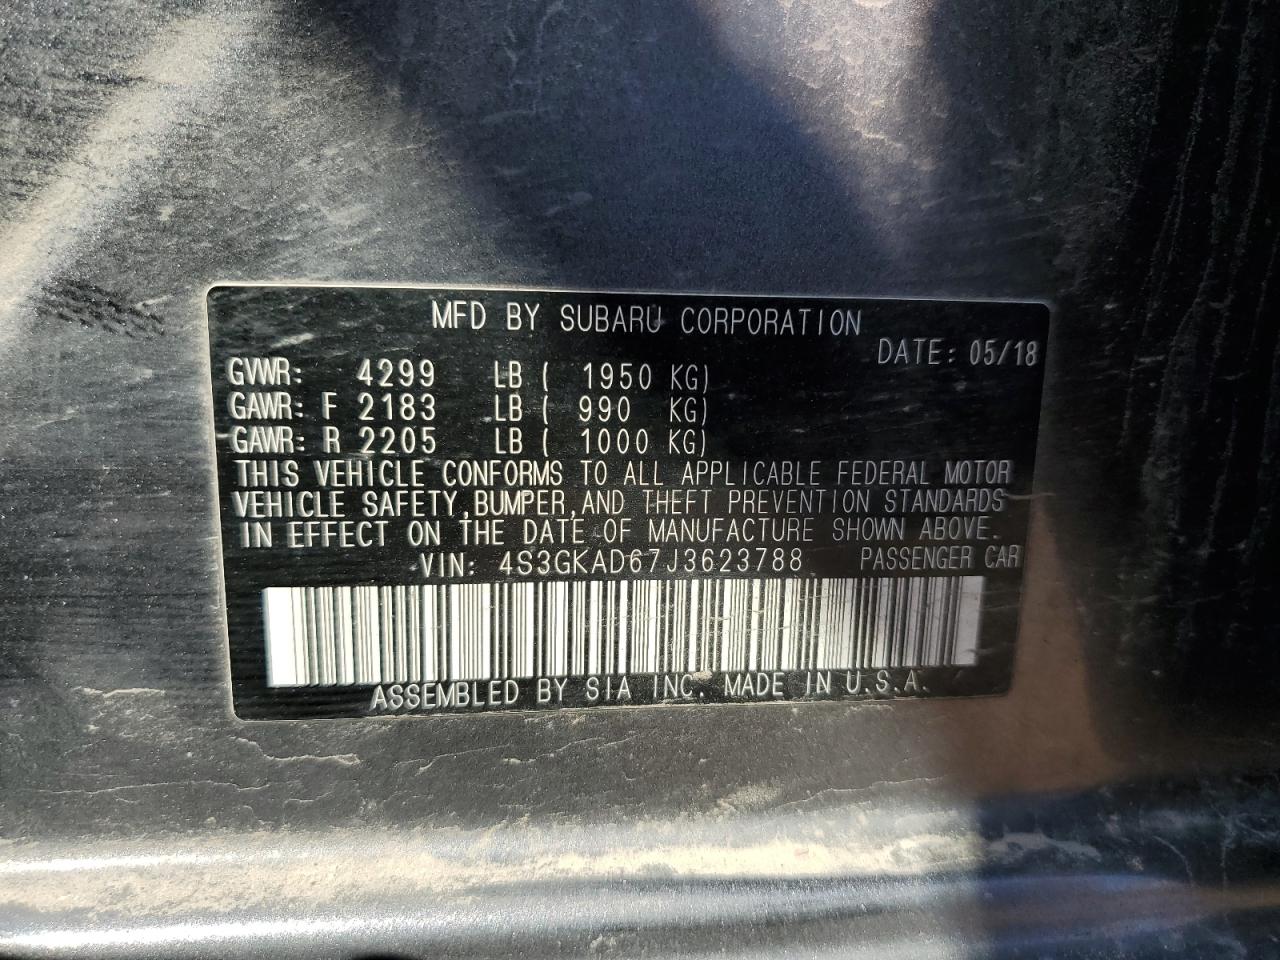 MFD BY SUBARU CORPORATION
DATE: 05/18
GVWR: 4299 LB ( 1950 KG)
GAWR: F 2183 LB ( 990 KG)
GAWR: R 2205 LB ( 1000 KG)
THIS VEHICLE CONFORMS TO ALL APPLICABLE FEDERAL MOTOR
VEHICLE SAFETY, BUMPER, AND THEFT PREVENTION STANDARDS
IN EFFECT ON THE DATE OF MANUFACTURE SHOWN ABOVE.
VIN: 4S3GKAD67J3623788 PASSENGER CAR
ASSEMBLED BY SIA INC. MADE IN U.S.A.